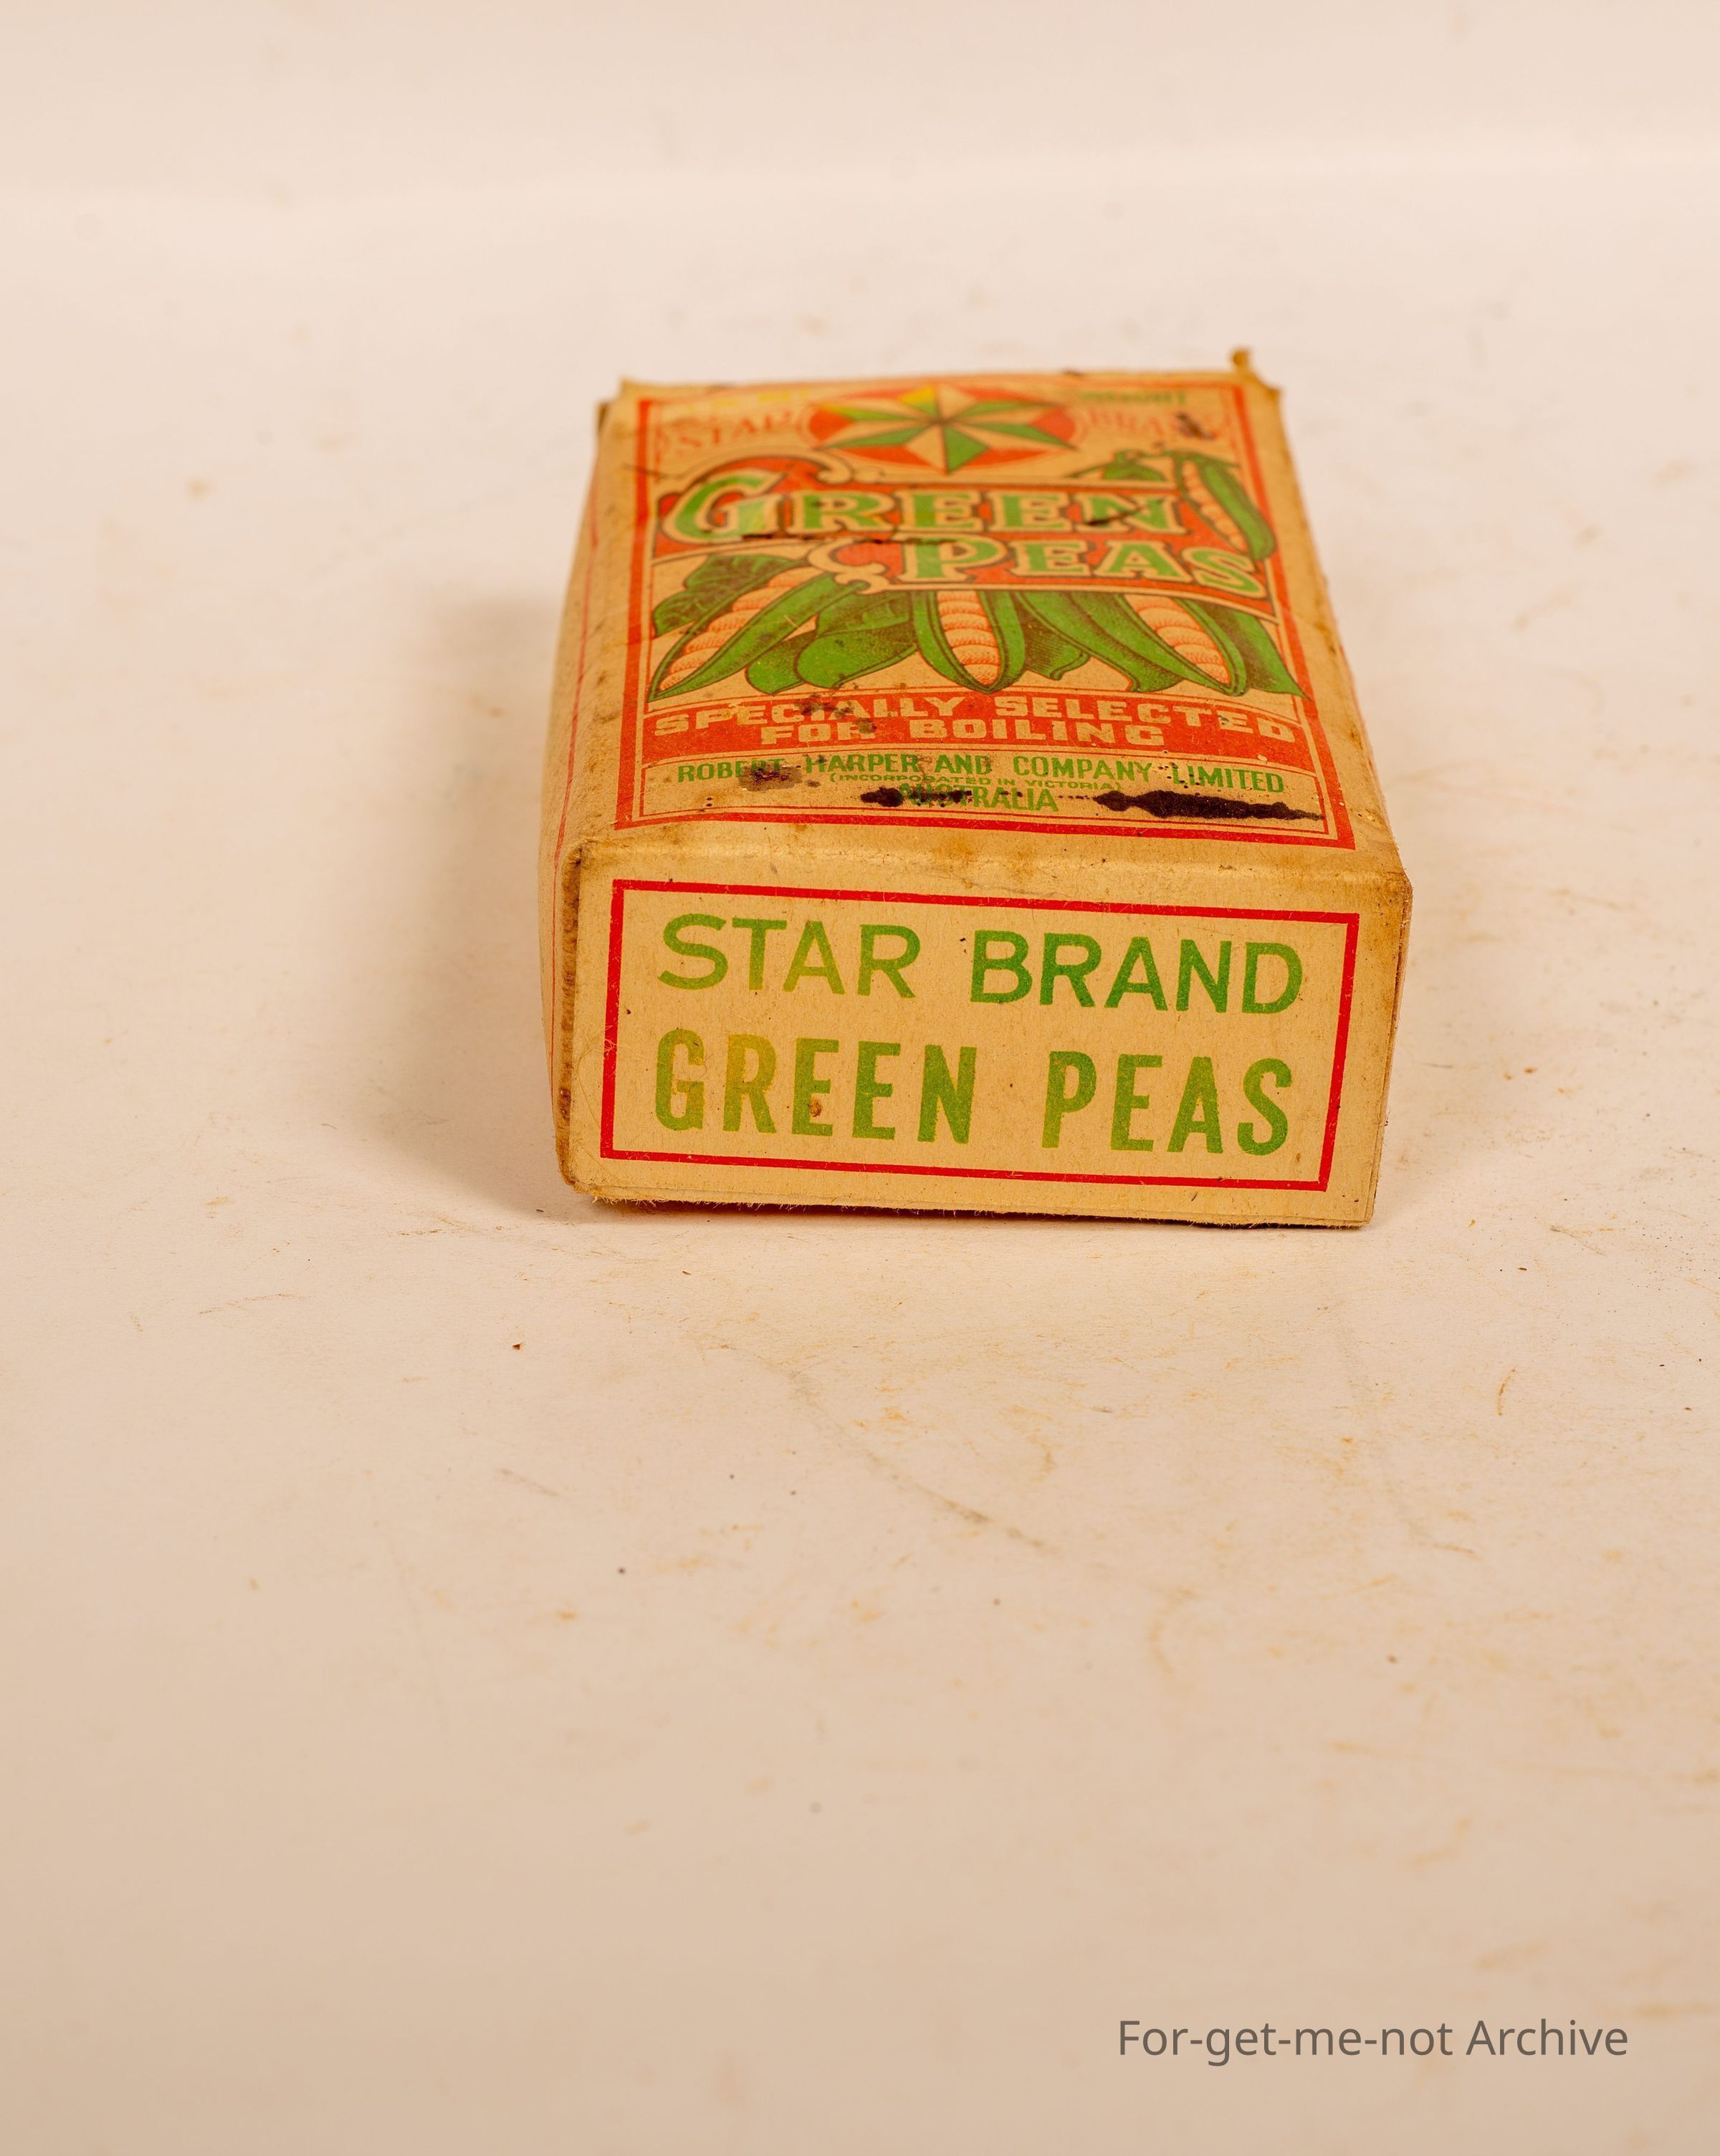 WEIGHT
STAR BRAND
GREEN
PEAS
SPECIALLY SELECTED
FOR BOILING
ROBERT HARPER AND COMPANY LIMITED
(INCORPORATED IN VICTORIA)
AUSTRALIA
STAR BRAND
GREEN PEAS
For-get-me-not Archive